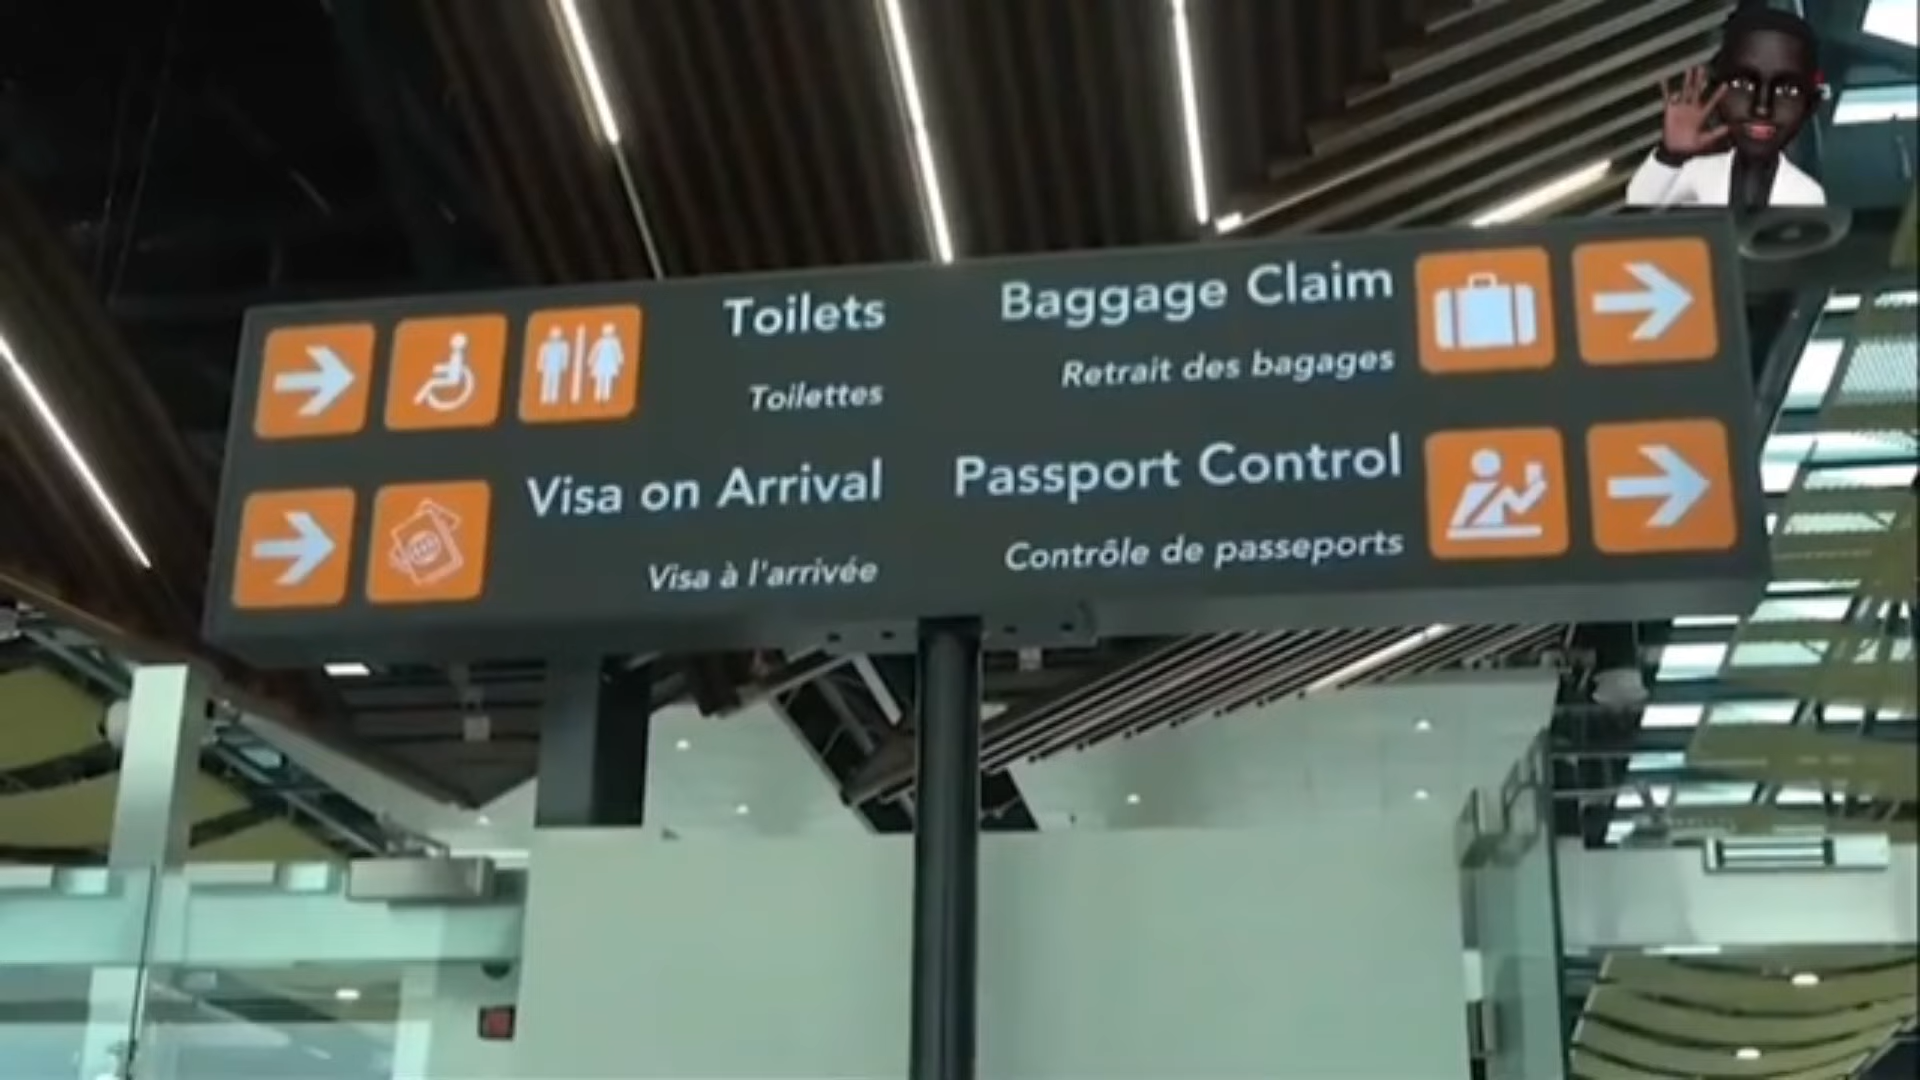 Toilets
Toilettes
Visa on Arrival
Visa à l'arrivée
Baggage Claim
Retrait des bagages
Passport Control
Contrôle de passeports